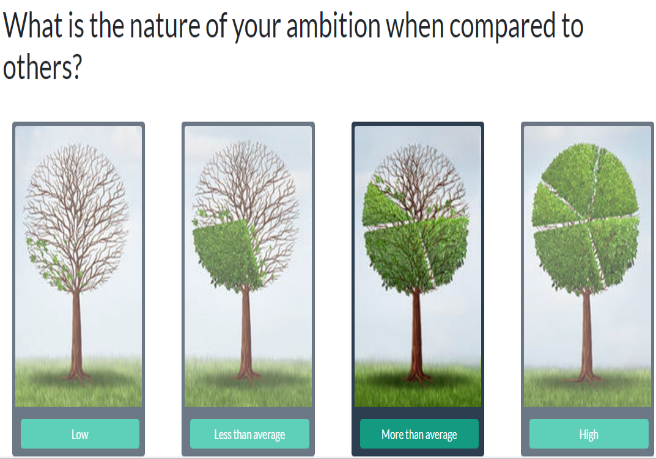 What is the nature of your ambition when compared to
others?
Low
Less than average
More than average
High